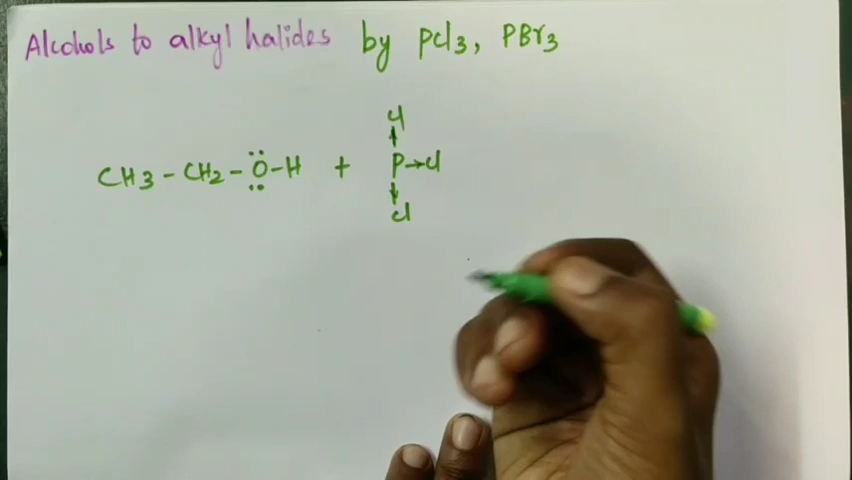 Alcohols to alkyl halides by PCl3, PBr3
Cl
CH3 - CH2 - O - H + P → Cl
Cl